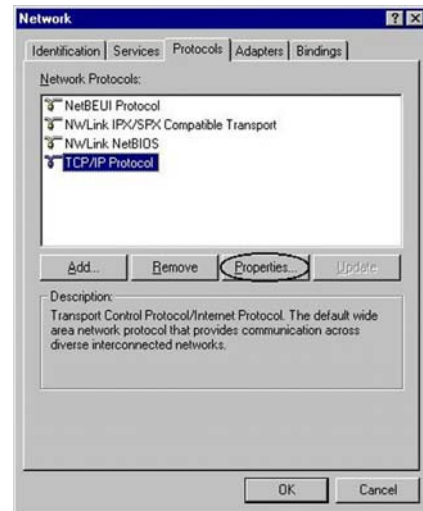 Network
Identification Services Protocols Adapters Bindings
Network Protocols:
NetBEUI Protocol
NWLink IPX/SPX Compatible Transport
NWLink NetBIOS
TCP/IP Protocol
Add... Remove Properties... Update
Description:
Transport Control Protocol/Internet Protocol. The default wide
area network protocol that provides communication across
diverse interconnected networks.
OK Cancel